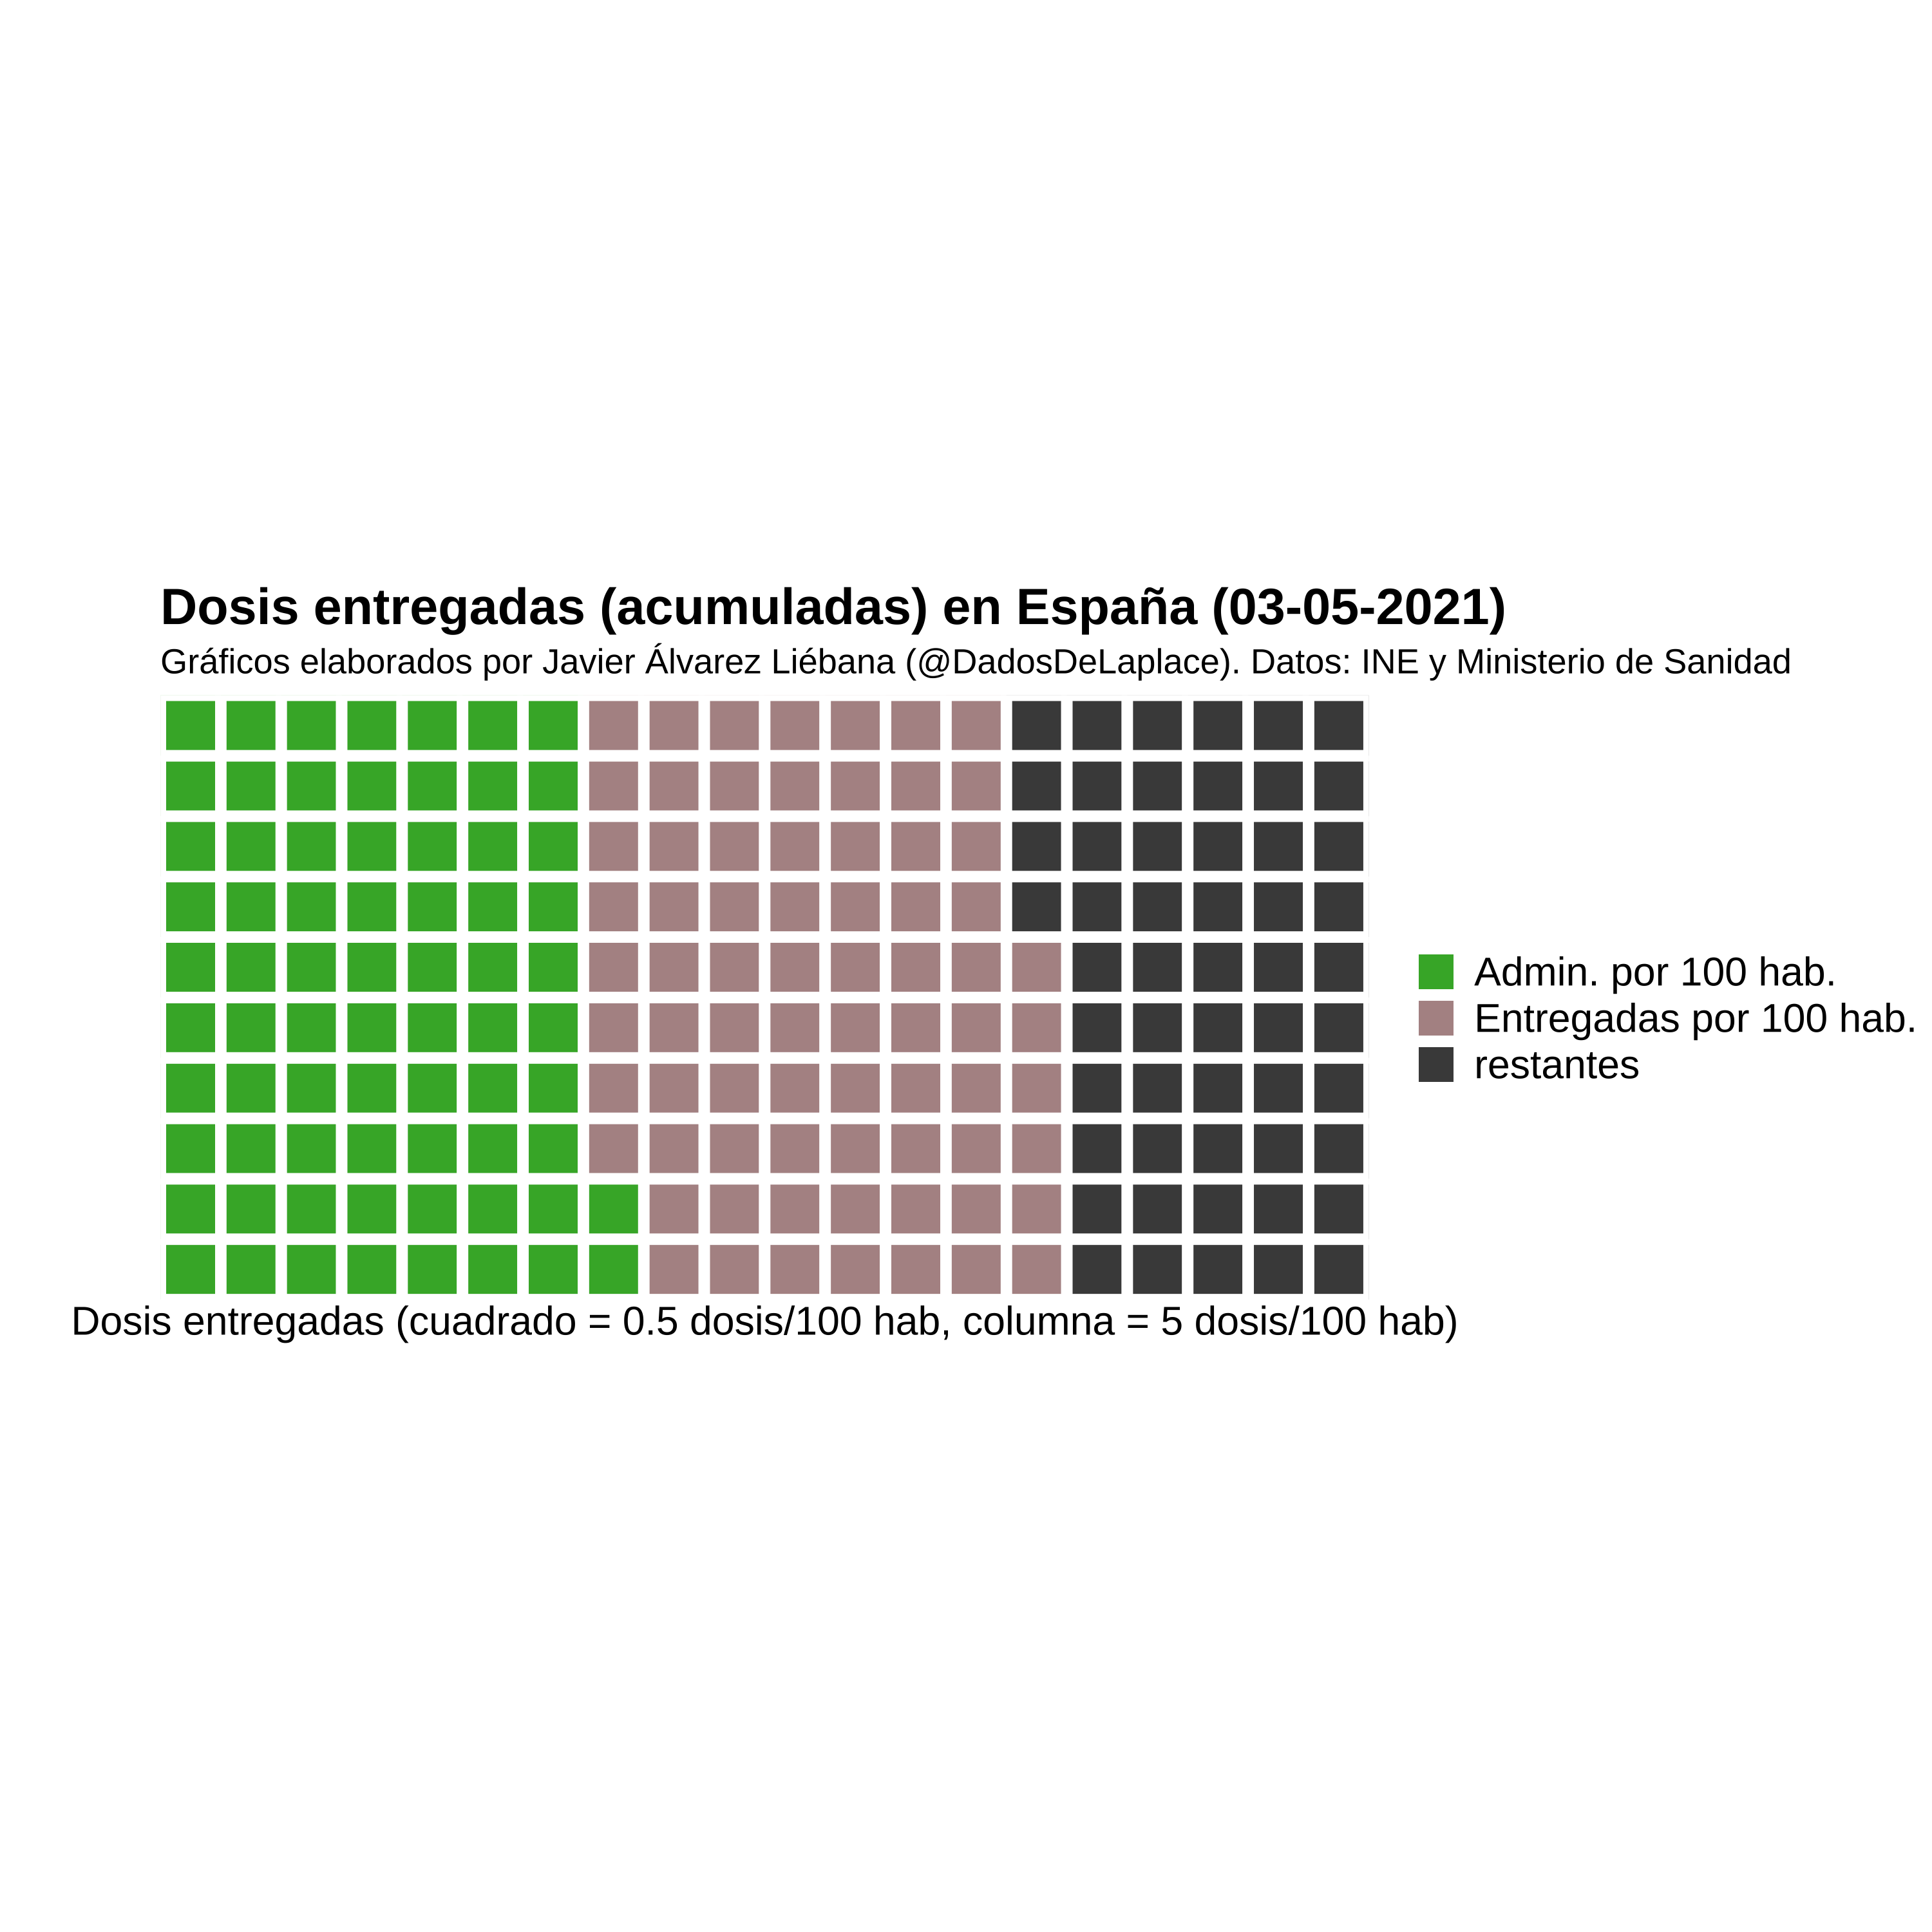 Dosis entregadas (acumuladas) en España (03-05-2021)
Gráficos elaborados por Javier Álvarez Liébana (@DadosDeLaplace). Datos: INE y Ministerio de Sanidad
Admin. por 100 hab.
Entregadas por 100 hab.
restantes
Dosis entregadas (cuadrado = 0.5 dosis/100 hab, columna = 5 dosis/100 hab)